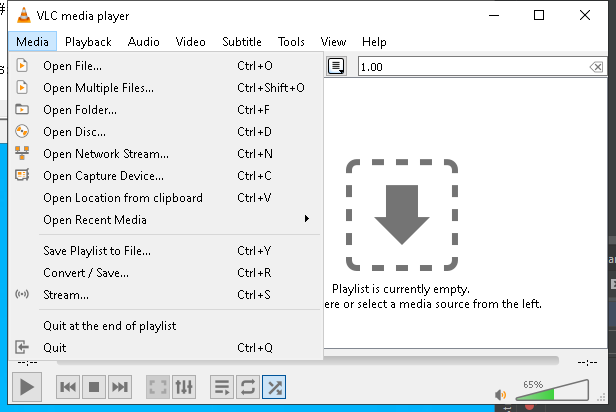 VLC media player
Media Playback Audio Video Subtitle Tools View Help
1.00
Open File... Ctrl+O
Open Multiple Files... Ctrl+Shift+O
Open Folder... Ctrl+F
Open Disc... Ctrl+D
Open Network Stream... Ctrl+N
Open Capture Device... Ctrl+C
Open Location from clipboard Ctrl+V
Open Recent Media
Save Playlist to File... Ctrl+Y
Convert / Save... Ctrl+R
Stream... Ctrl+S
Quit at the end of playlist
Quit Ctrl+Q
Playlist is currently empty.
ere or select a media source from the left.
--:-- --:--
65%